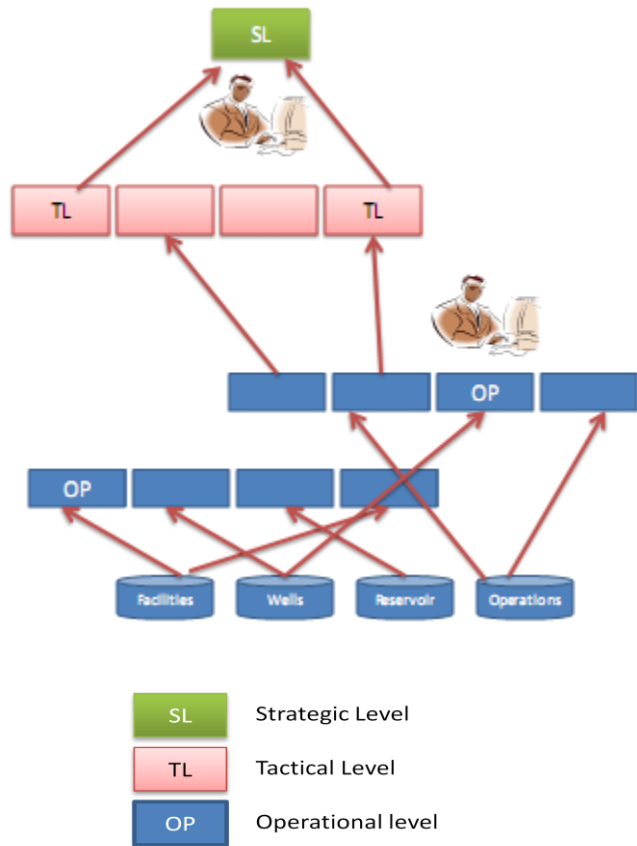 SL
TL TL
OP
OP
Facilities Wells Reservoir Operations
SL Strategic Level
TL Tactical Level
OP Operational level